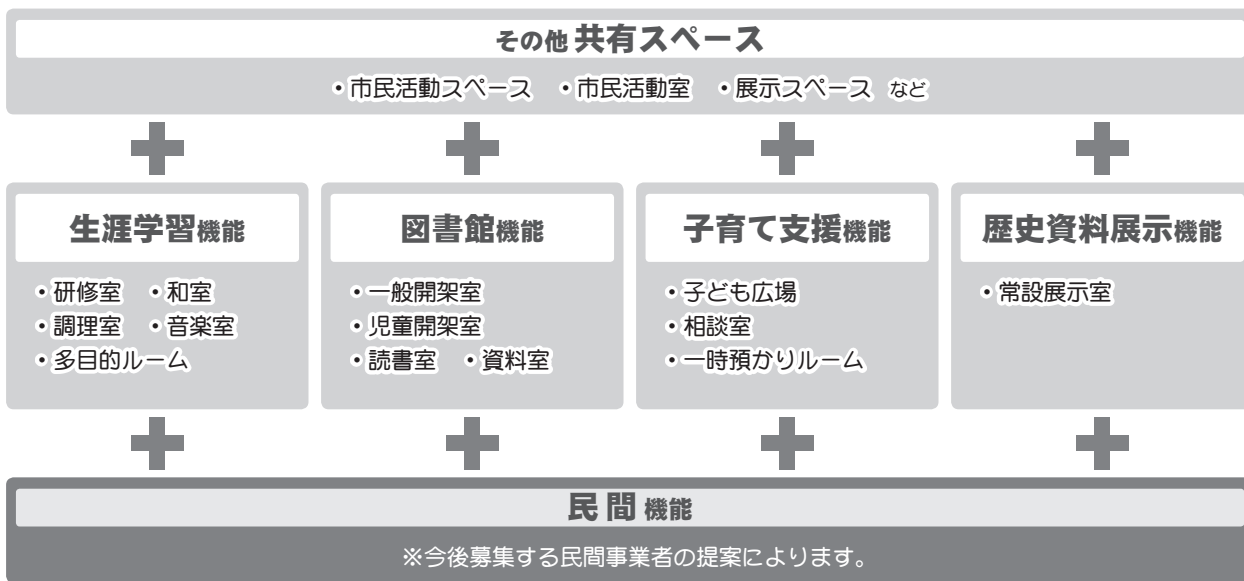 その他 共有スペース
・市民活動スペース ・市民活動室 ・展示スペース など
生涯学習機能
・研修室 ・和室
・調理室 ・音楽室
・多目的ルーム
図書館機能
・一般開架室
・児童開架室
・読書室 ・資料室
子育て支援機能
・子ども広場
・相談室
・一時預かりルーム
歴史資料展示機能
・常設展示室
民間 機能
※今後募集する民間事業者の提案によります。